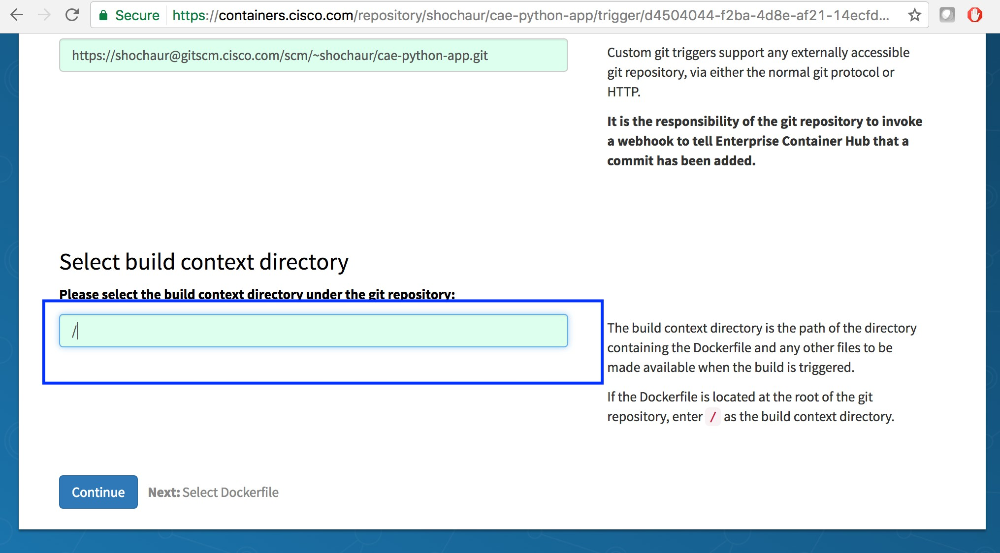 Secure https://containers.cisco.com/repository/shochaur/cae-python-app/trigger/d4504044-f2ba-4d8e-af21-14ecfd...
https://shochaur@gitscm.cisco.com/scm/~shochaur/cae-python-app.git
Custom git triggers support any externally accessible
git repository, via either the normal git protocol or
HTTP.
It is the responsibility of the git repository to invoke
a webhook to tell Enterprise Container Hub that a
commit has been added.
Select build context directory
Please select the build context directory under the git repository:
/
The build context directory is the path of the directory
containing the Dockerfile and any other files to be
made available when the build is triggered.
If the Dockerfile is located at the root of the git
repository, enter / as the build context directory.
Continue Next: Select Dockerfile